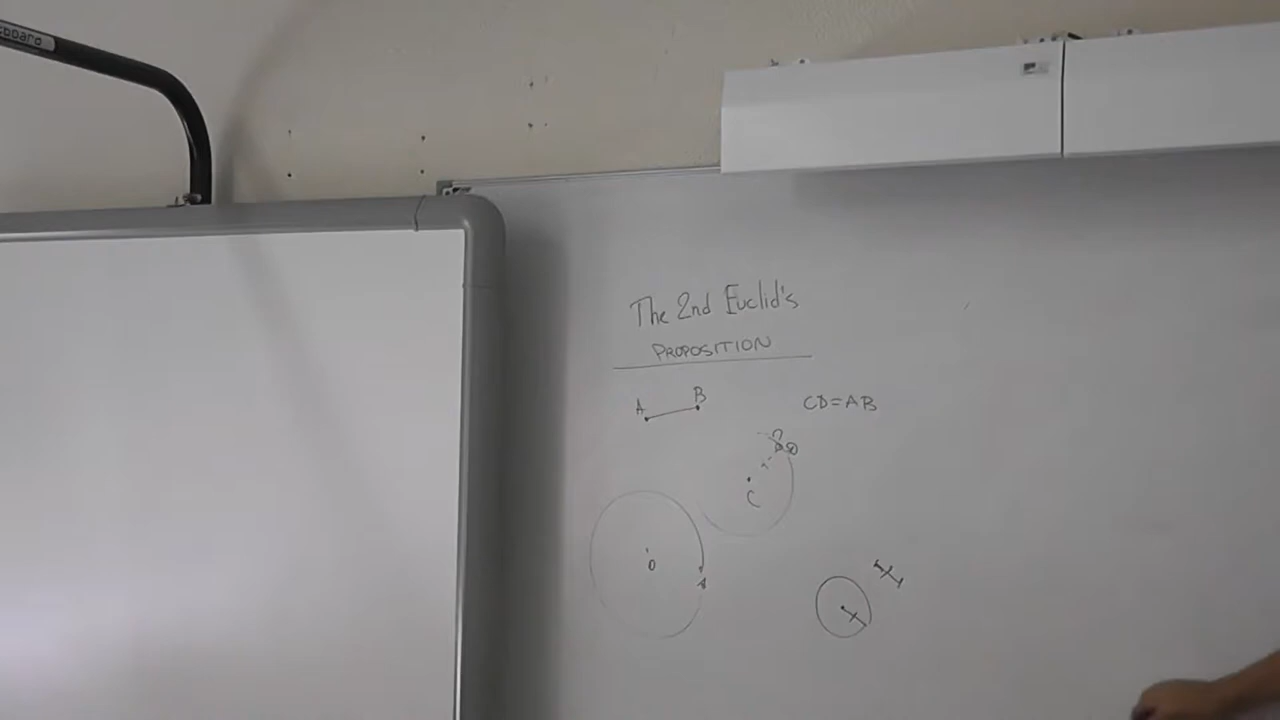 The 2nd Euclid's
PROPOSITION
A B
CD=AB
D
C
O
A